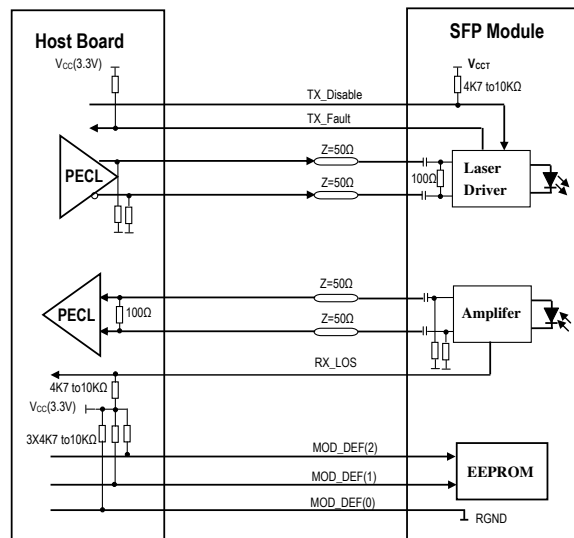 Host Board
SFP Module
VCC(3.3V)
VCCT
4K7 to10KΩ
TX_Disable
TX_Fault
PECL
Z=50Ω
Z=50Ω
100Ω
Laser
Driver
Z=50Ω
PECL
100Ω
Z=50Ω
Amplifer
RX_LOS
4K7 to10KΩ
VCC(3.3V)
3X4K7 to10KΩ
MOD_DEF(2)
MOD_DEF(1)
EEPROM
MOD_DEF(0)
RGND